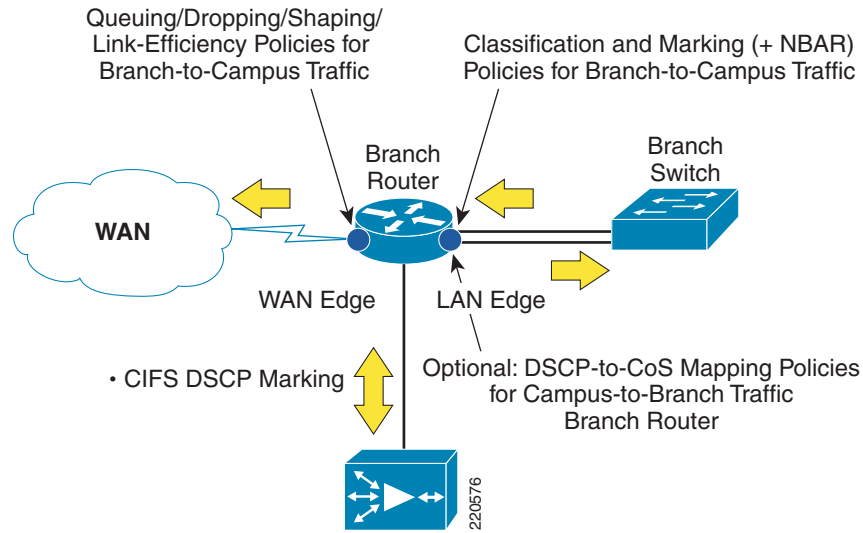 Queuing/Dropping/Shaping/
Link-Efficiency Policies for
Branch-to-Campus Traffic
Classification and Marking (+ NBAR)
Policies for Branch-to-Campus Traffic
Branch
Router
Branch
Switch
WAN
WAN Edge
LAN Edge
• CIFS DSCP Marking
Optional: DSCP-to-CoS Mapping Policies
for Campus-to-Branch Traffic
Branch Router
220576